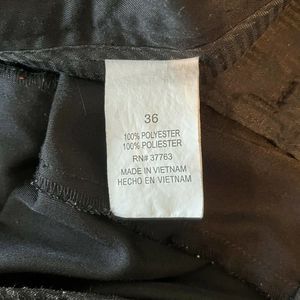 36
100% POLYESTER
100% POLIESTER
RN# 37763
MADE IN VIETNAM
HECHO EN VIETNAM